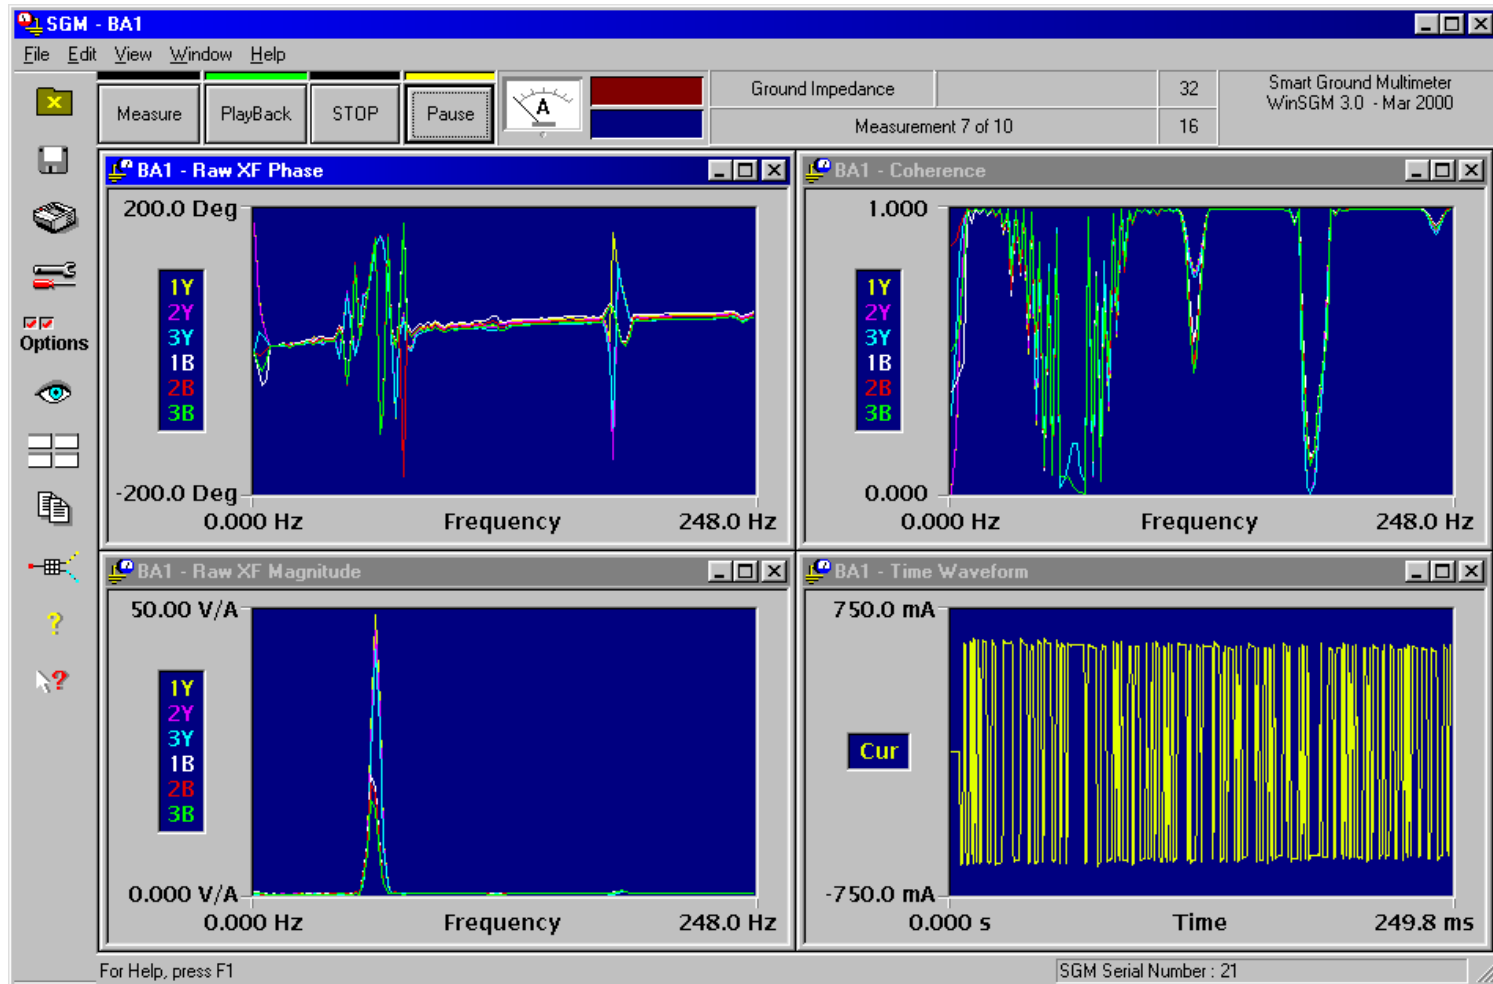 SGM - BA1
File Edit View Window Help
Measure PlayBack STOP Pause A
Ground Impedance 32
Measurement 7 of 10 16
Smart Ground Multimeter
WinSGM 3.0 - Mar 2000
Options
BA1 - Raw XF Phase
200.0 Deg
1Y
2Y
3Y
1B
2B
3B
-200.0 Deg
0.000 Hz Frequency 248.0 Hz
BA1 - Coherence
1.000
1Y
2Y
3Y
1B
2B
3B
0.000
0.000 Hz Frequency 248.0 Hz
BA1 - Raw XF Magnitude
50.00 V/A
1Y
2Y
3Y
1B
2B
3B
0.000 V/A
0.000 Hz Frequency 248.0 Hz
BA1 - Time Waveform
750.0 mA
Cur
-750.0 mA
0.000 s Time 249.8 ms
For Help, press F1
SGM Serial Number : 21